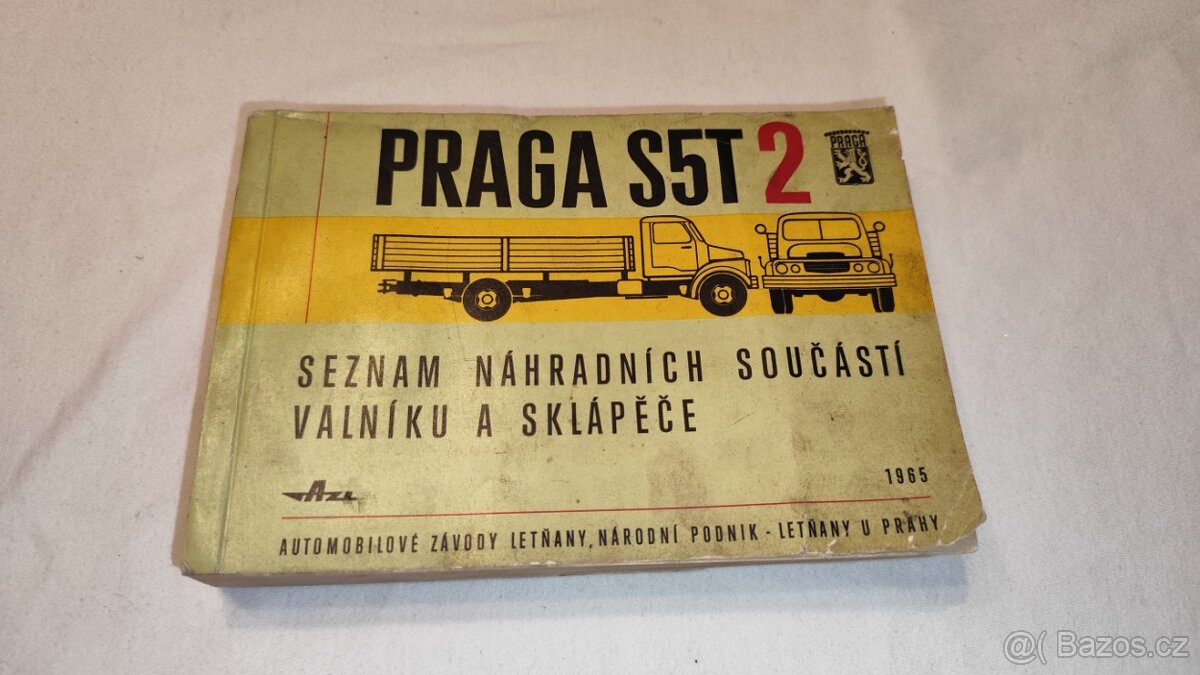 PRAGA S5T 2
PRAGA
SEZNAM NÁHRADNÍCH SOUČÁSTÍ
VALNÍKU A SKLÁPĚČE
AZL
1965
AUTOMOBILOVÉ ZÁVODY LETŇANY, NÁRODNÍ PODNIK - LETŇANY U PRAHY
Bazos.cz